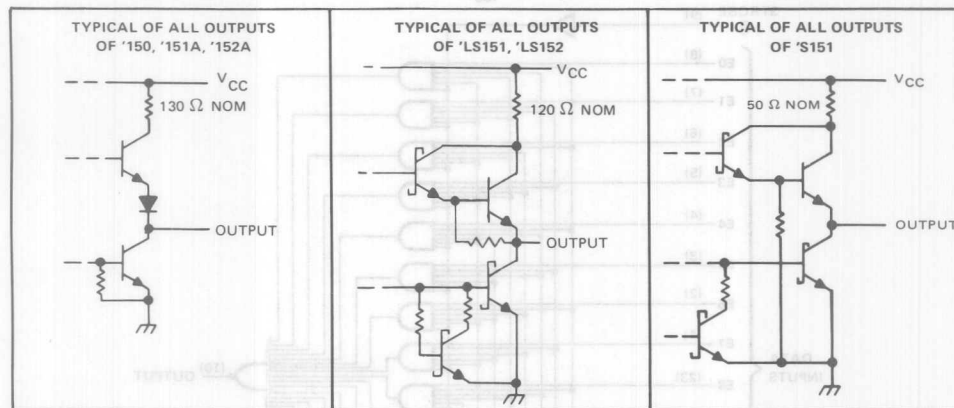 TYPICAL OF ALL OUTPUTS
OF '150, '151A, '152A
VCC
130 Ω NOM
OUTPUT
TYPICAL OF ALL OUTPUTS
OF 'LS151, 'LS152
VCC
120 Ω NOM
OUTPUT
TYPICAL OF ALL OUTPUTS
OF 'S151
VCC
50 Ω NOM
OUTPUT